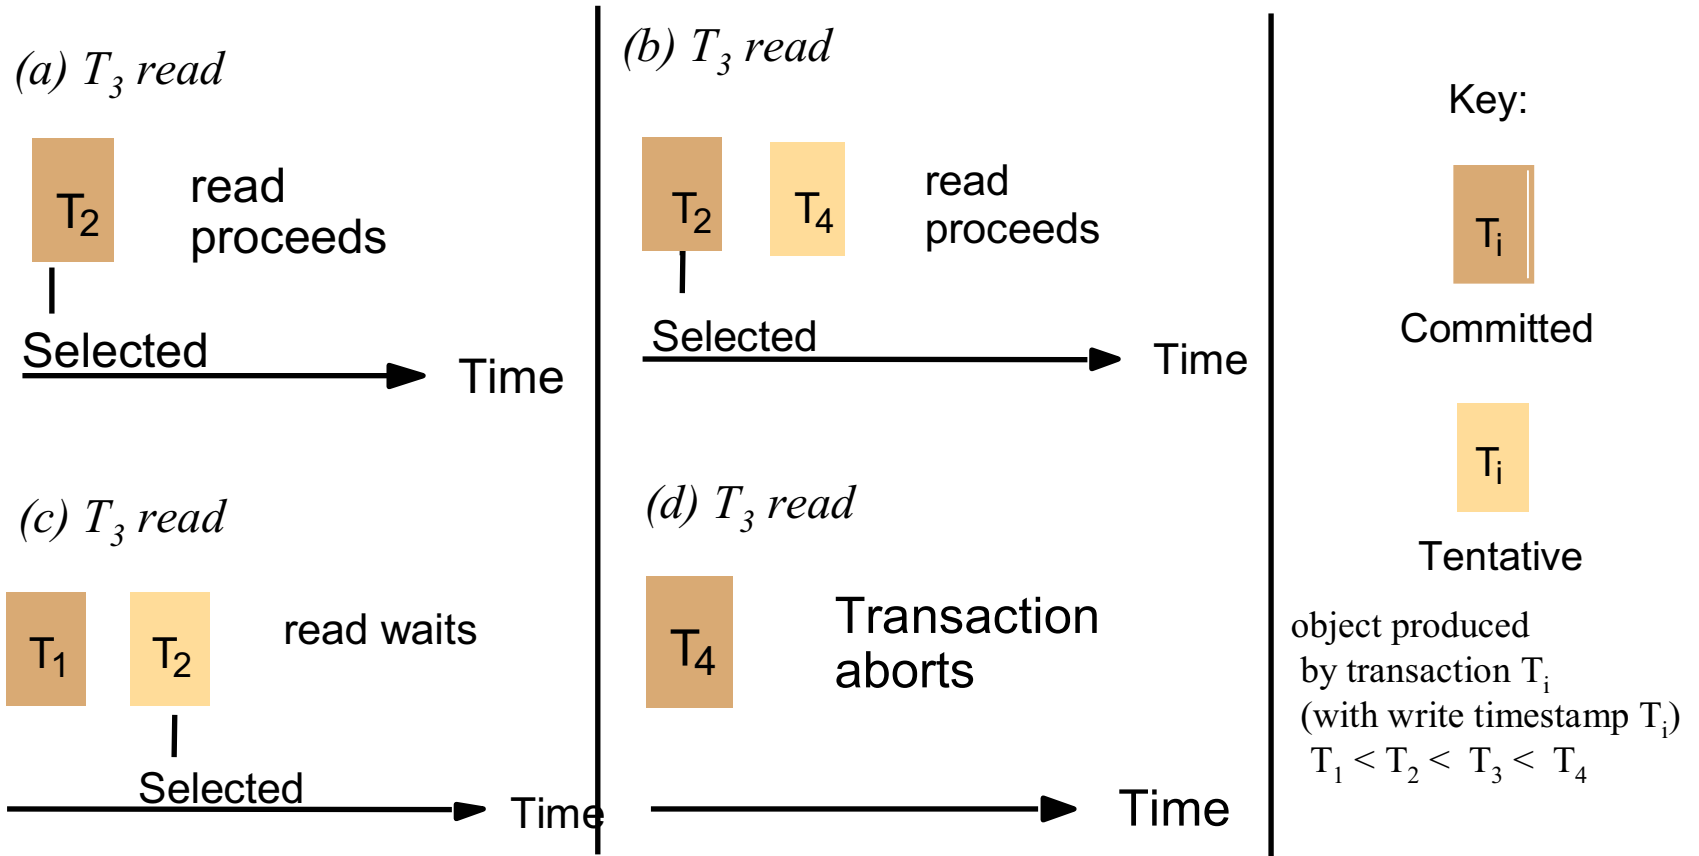 (a) T3 read
T2
read
proceeds
Selected
Time
(b) T3 read
T2
T4
read
proceeds
Selected
Time
(c) T3 read
T1
T2
read waits
Selected
Time
(d) T3 read
T4
Transaction
aborts
Time
Key:
Ti
Committed
Ti
Tentative
object produced
by transaction Ti
(with write timestamp Ti)
T1 < T2 < T3 < T4